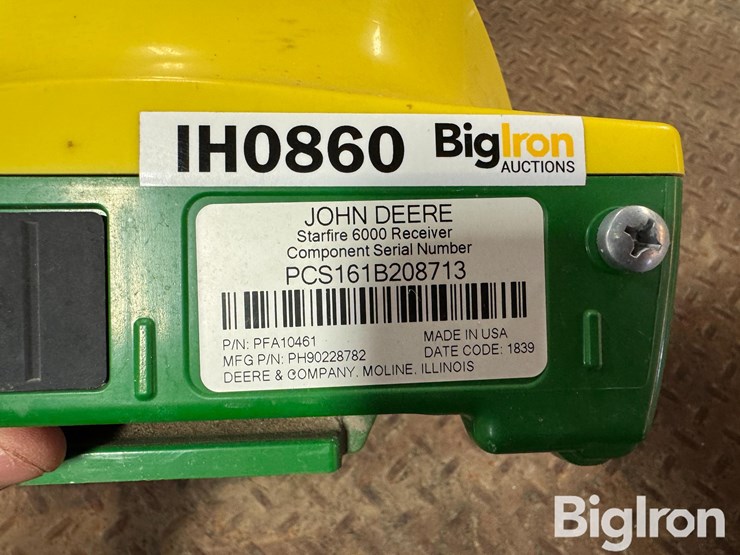 IH0860 BigIron
AUCTIONS
JOHN DEERE
Starfire 6000 Receiver
Component Serial Number
PCS161B208713
P/N: PFA10461 MADE IN USA
MFG P/N: PH90228782 DATE CODE: 1839
DEERE & COMPANY, MOLINE, ILLINOIS
BigIron